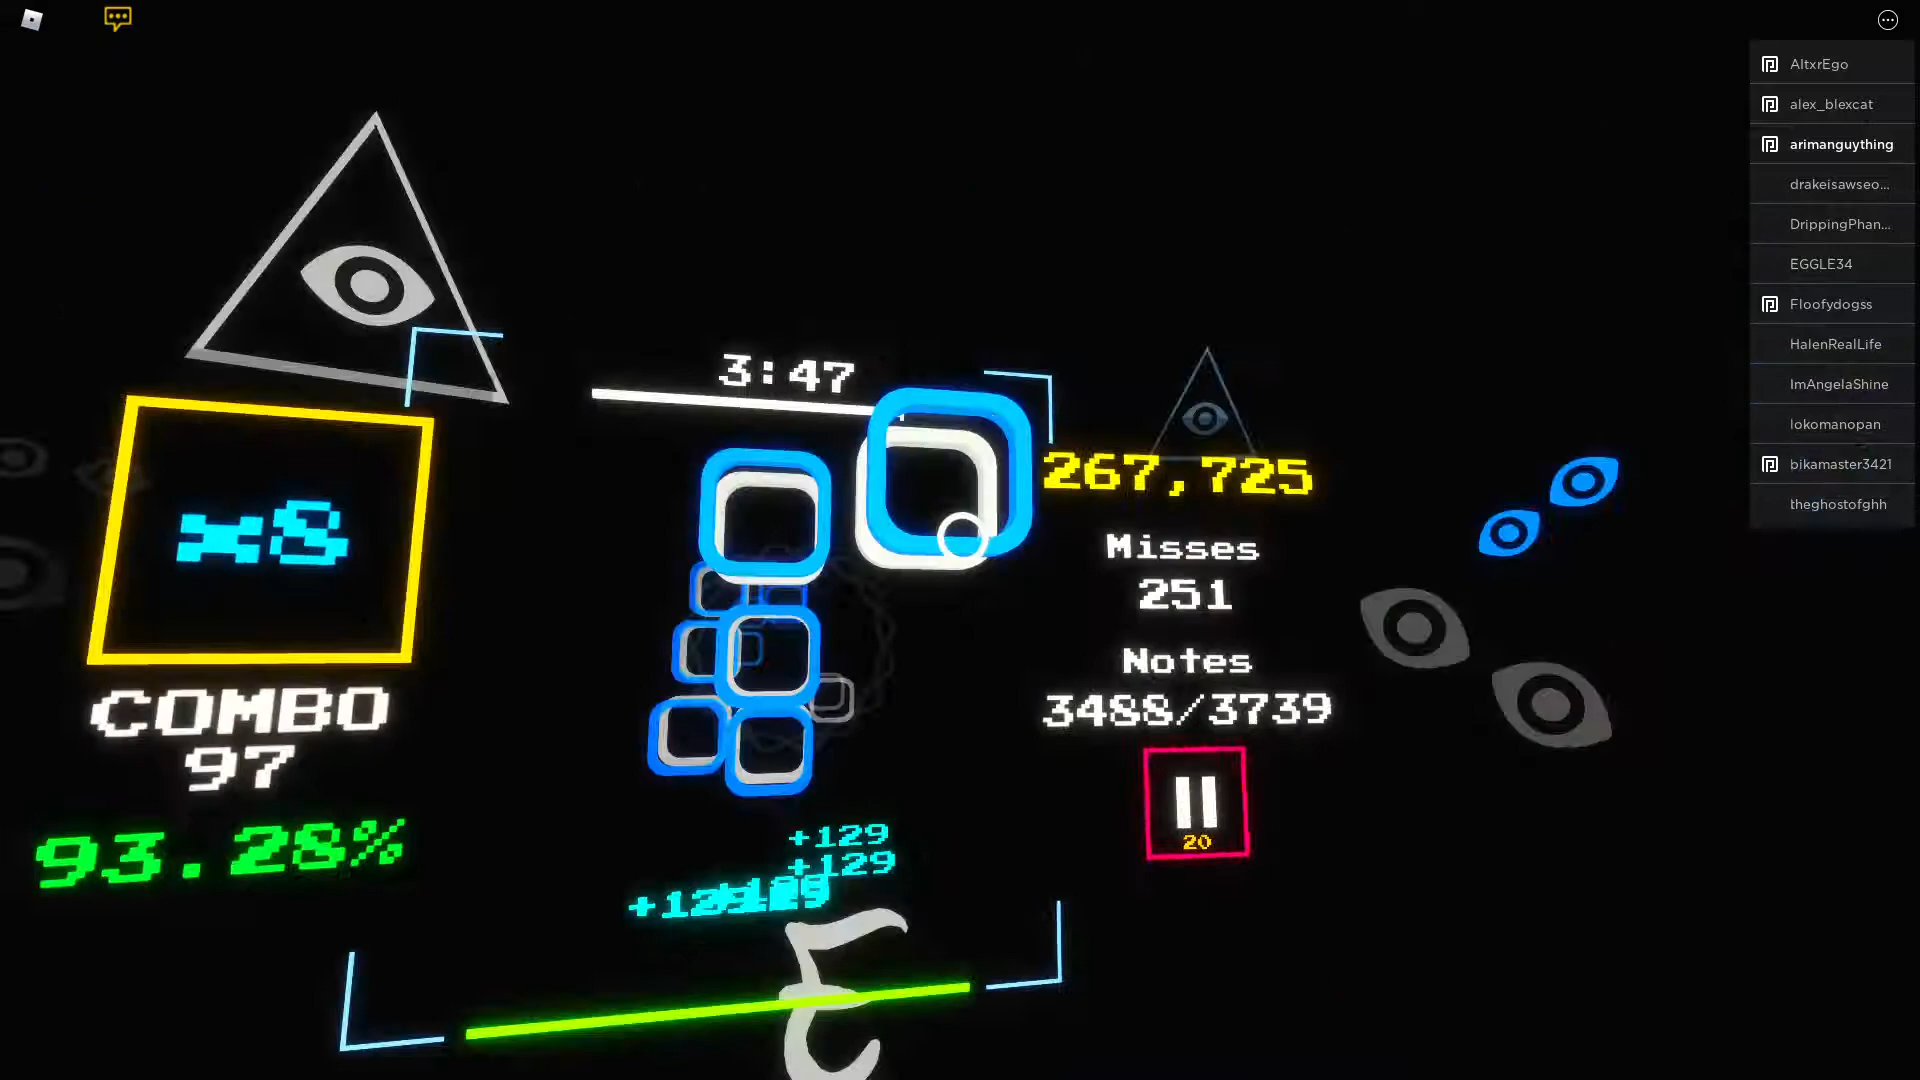 AltxrEgo
alex_blexcat
arimanguything
drakeisawseo...
DrippingPhan...
EGGLE34
Floofydogss
HalenRealLife
ImAngelaShine
lokomanopan
bikamaster3421
theghostofghh
3:47
267,725
x8
Misses
251
Notes
3488/3739
COMBO
97
20
93.28%
+129
+129